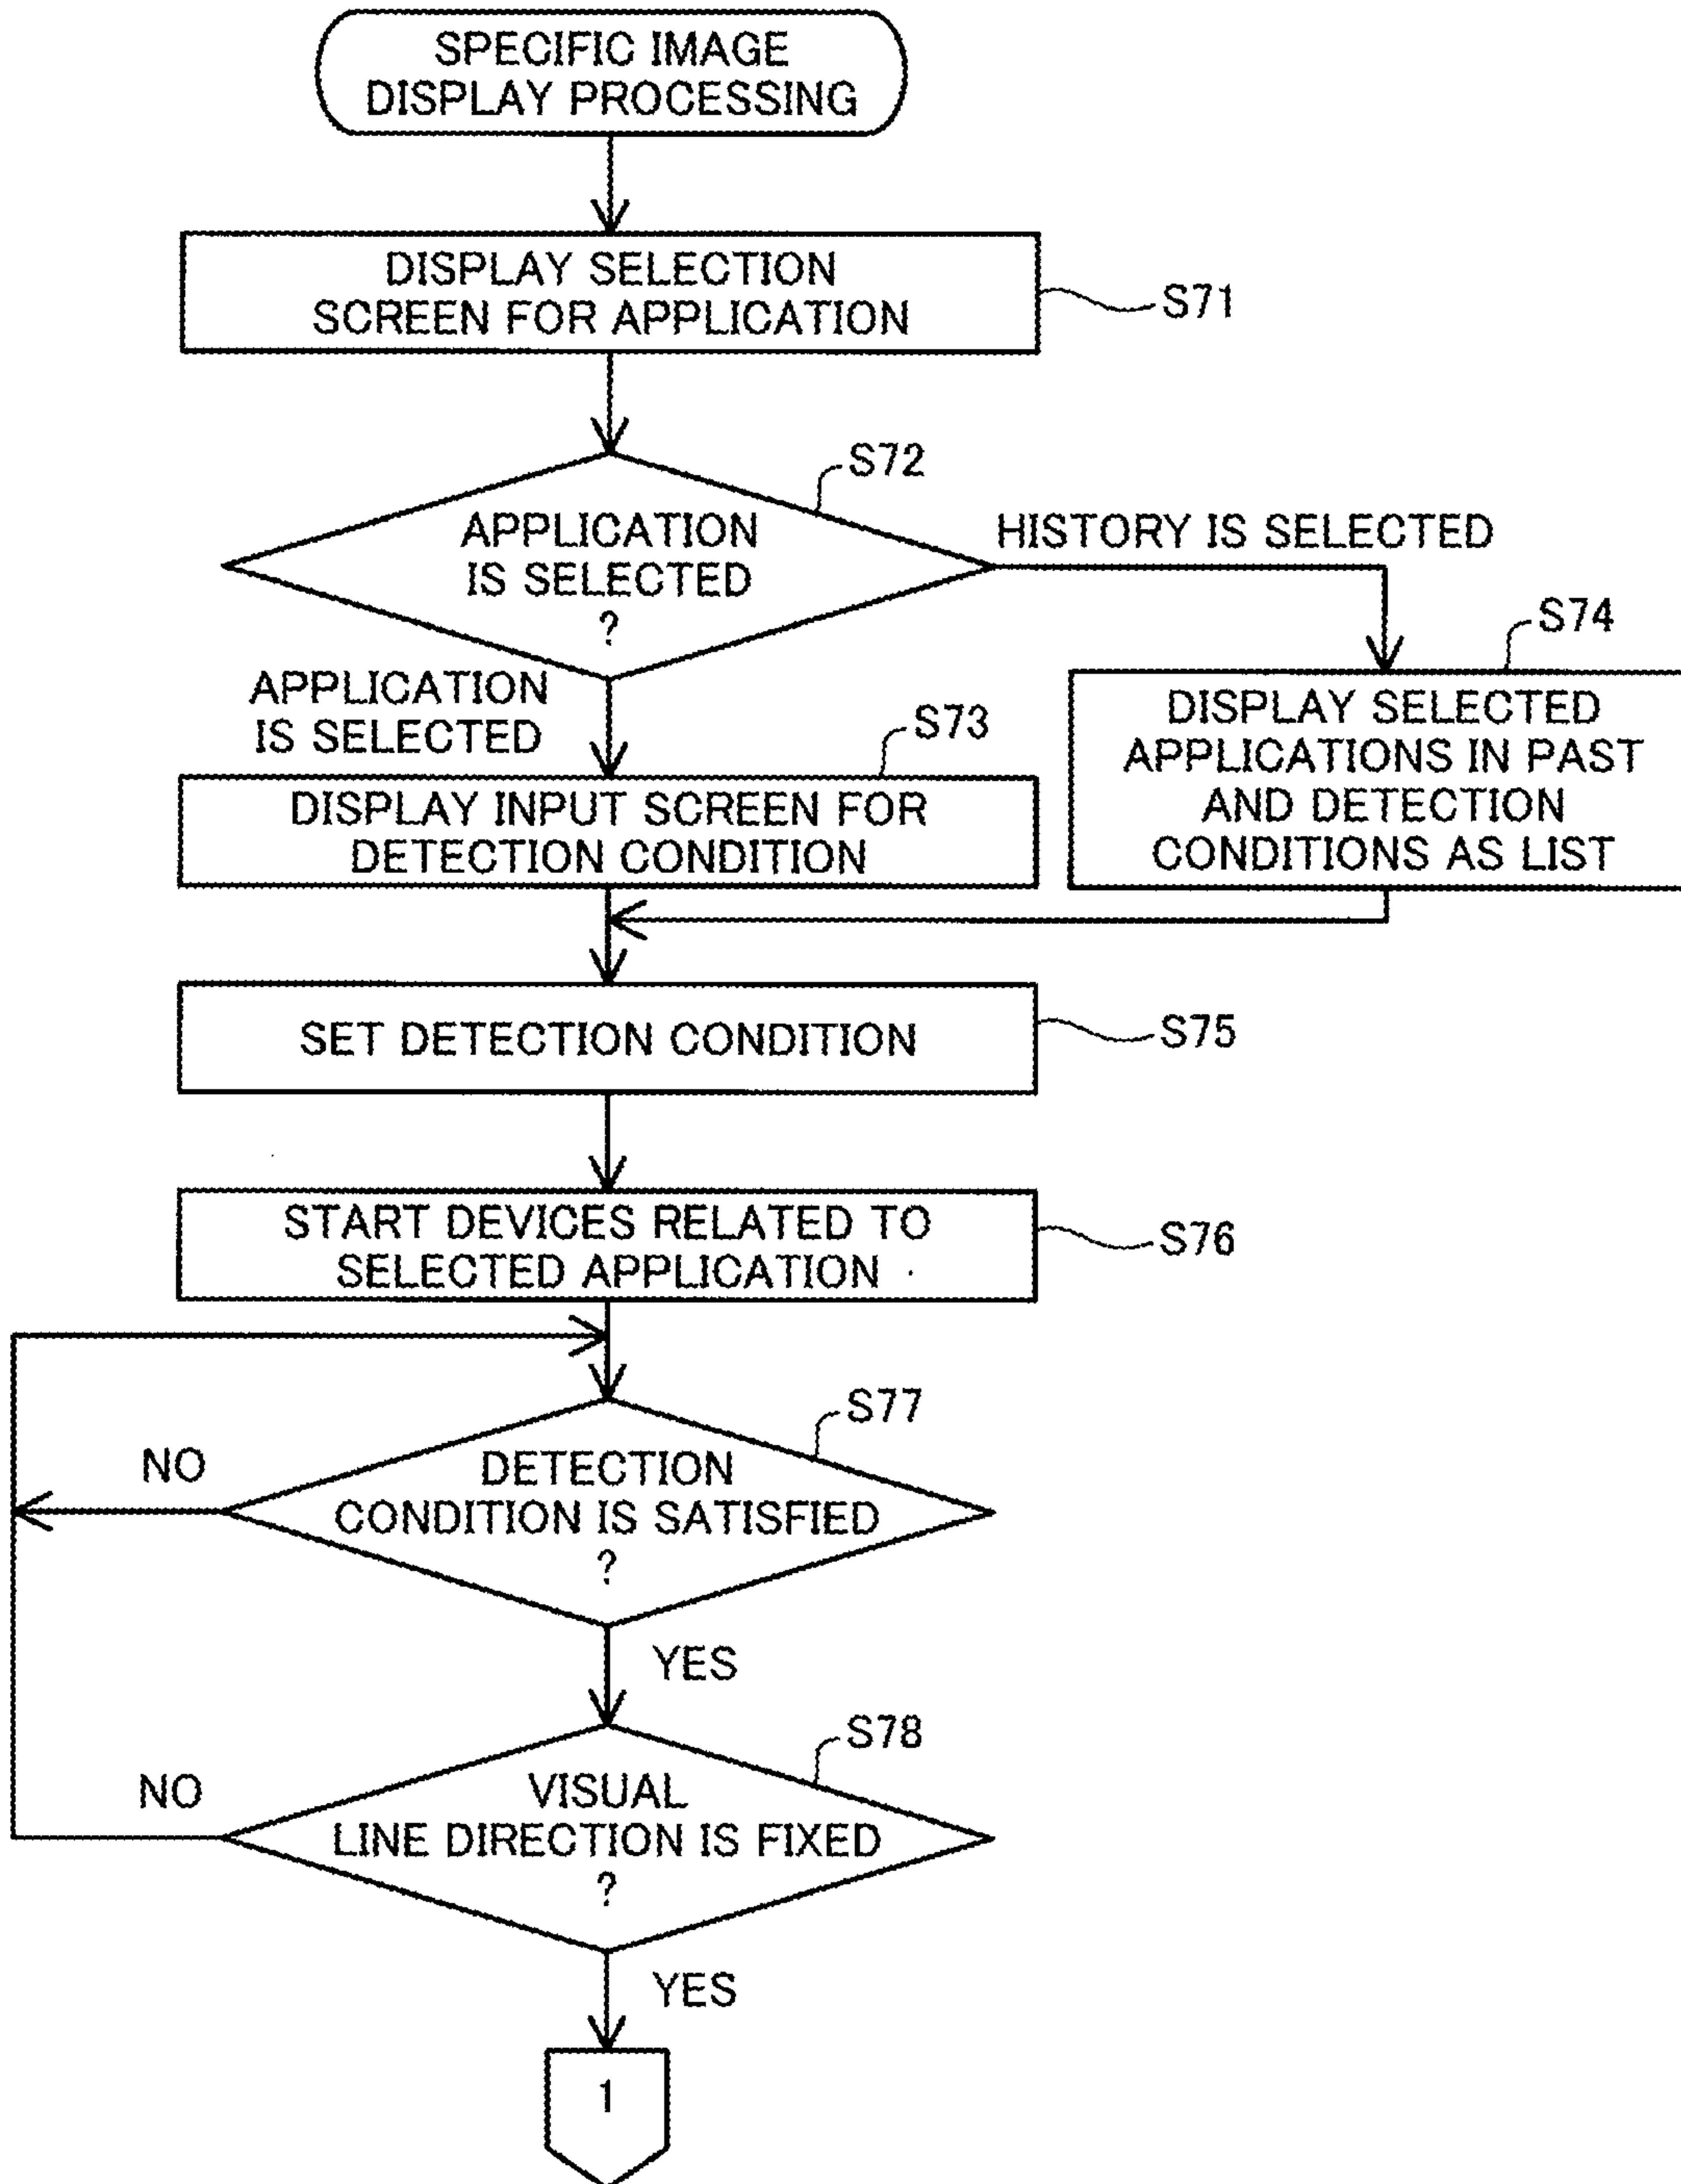 SPECIFIC IMAGE
DISPLAY PROCESSING
DISPLAY SELECTION
SCREEN FOR APPLICATION
S71
S72
APPLICATION
IS SELECTED
?
HISTORY IS SELECTED
APPLICATION
IS SELECTED
S73
S74
DISPLAY INPUT SCREEN FOR
DETECTION CONDITION
DISPLAY SELECTED
APPLICATIONS IN PAST
AND DETECTION
CONDITIONS AS LIST
SET DETECTION CONDITION
S75
START DEVICES RELATED TO
SELECTED APPLICATION
S76
S77
DETECTION
CONDITION IS SATISFIED
?
NO
YES
S78
VISUAL
LINE DIRECTION IS FIXED
?
NO
YES
1